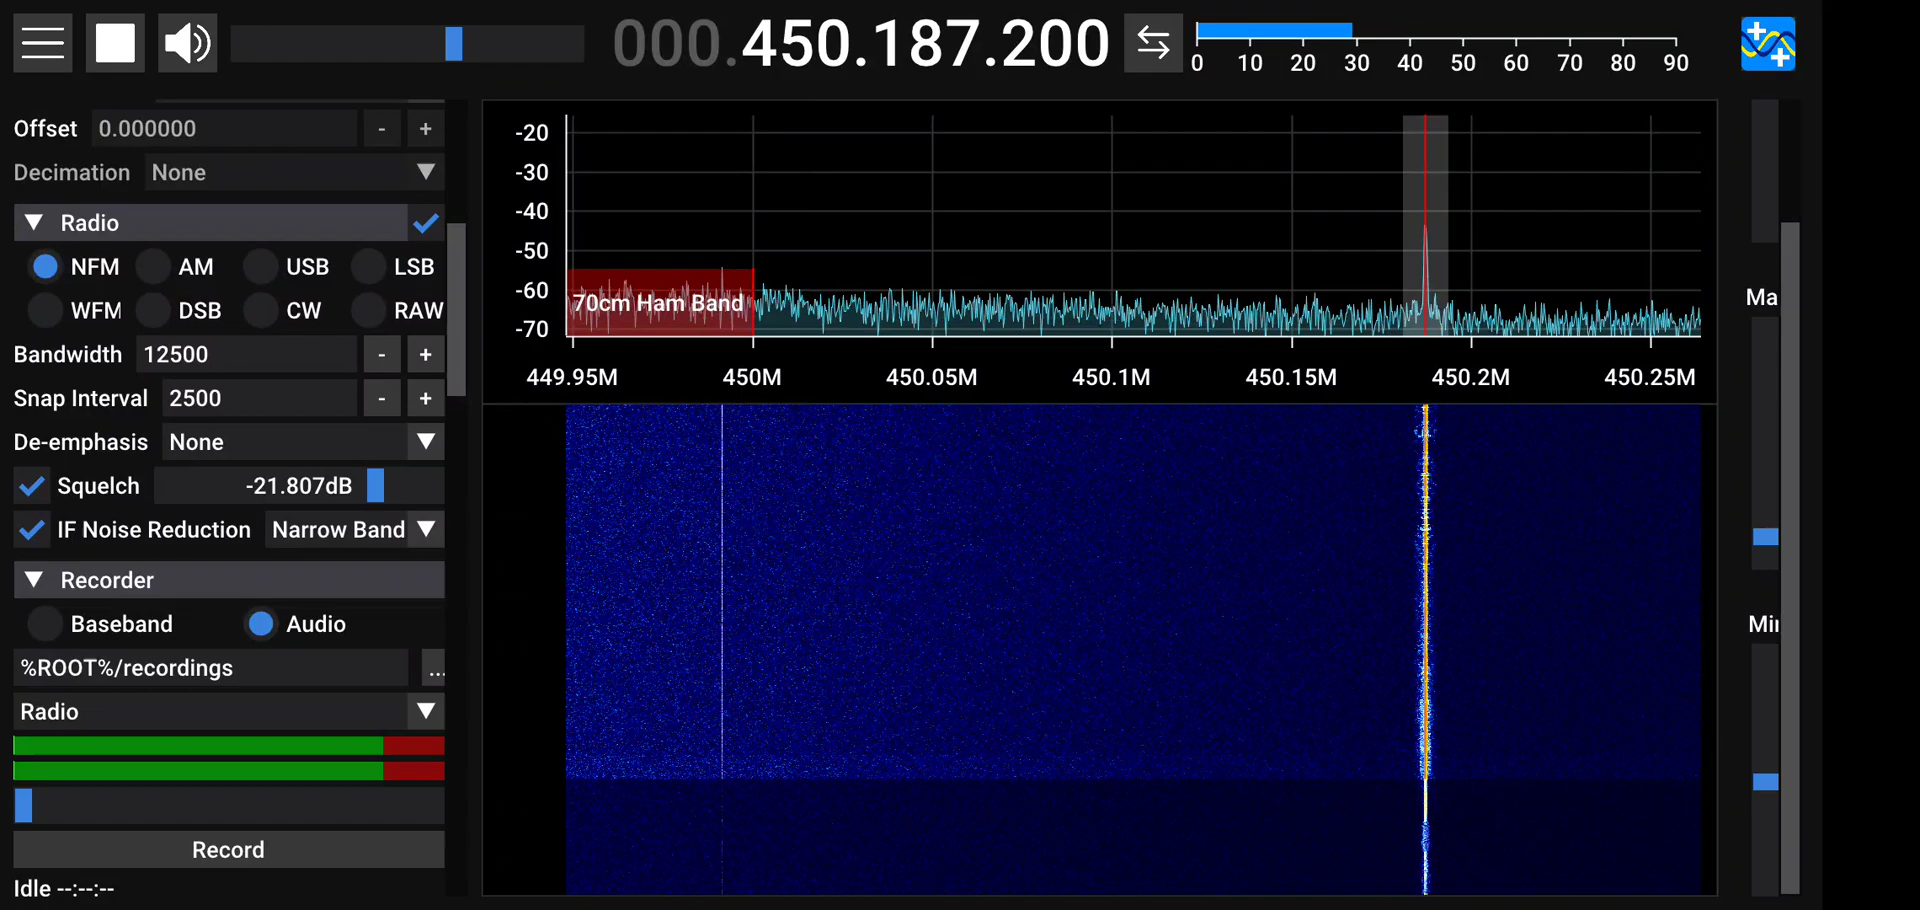 000.450.187.200
0 10 20 30 40 50 60 70 80 90
Offset 0.000000 - +
Decimation None
Radio
NFM AM USB LSB
WFM DSB CW RAW
Bandwidth 12500 - +
Snap Interval 2500 - +
De-emphasis None
Squelch -21.807dB
IF Noise Reduction Narrow Band
Recorder
Baseband Audio
%ROOT%/recordings ...
Radio
Record
Idle --:--:--
-20
-30
-40
-50
-60
-70
70cm Ham Band
449.95M 450M 450.05M 450.1M 450.15M 450.2M 450.25M
Ma
Min